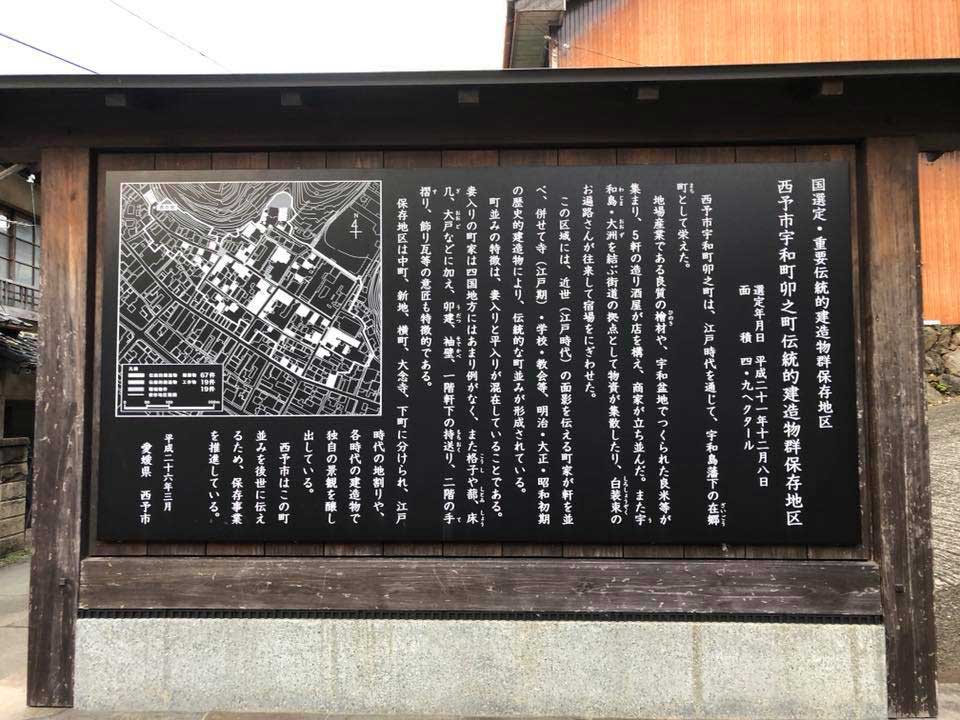 国選定・重要伝統的建造物群保存地区
西予市宇和町卯之町伝統的建造物群保存地区
選定年月日 平成二十一年十二月八日
面　積　四・九ヘクタール
西予市宇和町卯之町は、江戸時代を通じて、宇和島藩下の在郷
町として栄えた。
地場産業である良質の檜材や、宇和盆地でつくられた良米等が
集まり、5軒の造り酒屋が店を構え、商家が立ち並んだ。また宇
和島・大洲を結ぶ街道の拠点として物資が集散したり、白装束の
お遍路さんが往来して宿場をにぎわせた。
この区域には、近世（江戸時代）の面影を伝える町家が軒を並
べ、併せて寺（江戸期）・学校・教会等、明治・大正・昭和初期
の歴史的建造物により、伝統的な町並みが形成されている。
町並みの特徴は、妻入りと平入りが混在していることである。
妻入りの町家は四国地方にはあまり例がなく、また格子や蔀、床
几、大戸などに加え、卯建、袖壁、一階軒下の持送り、二階の手
摺り、飾り瓦等の意匠も特徴的である。
保存地区は中町、新地、横町、大念寺、下町に分けられ、江戸
時代の地割りや、
各時代の建造物で
独自の景観を醸し
出している。
西予市はこの町
並みを後世に伝え
るため、保存事業
を推進している。
平成二十六年三月
愛媛県　西予市
N
凡例
67件
19件
19件